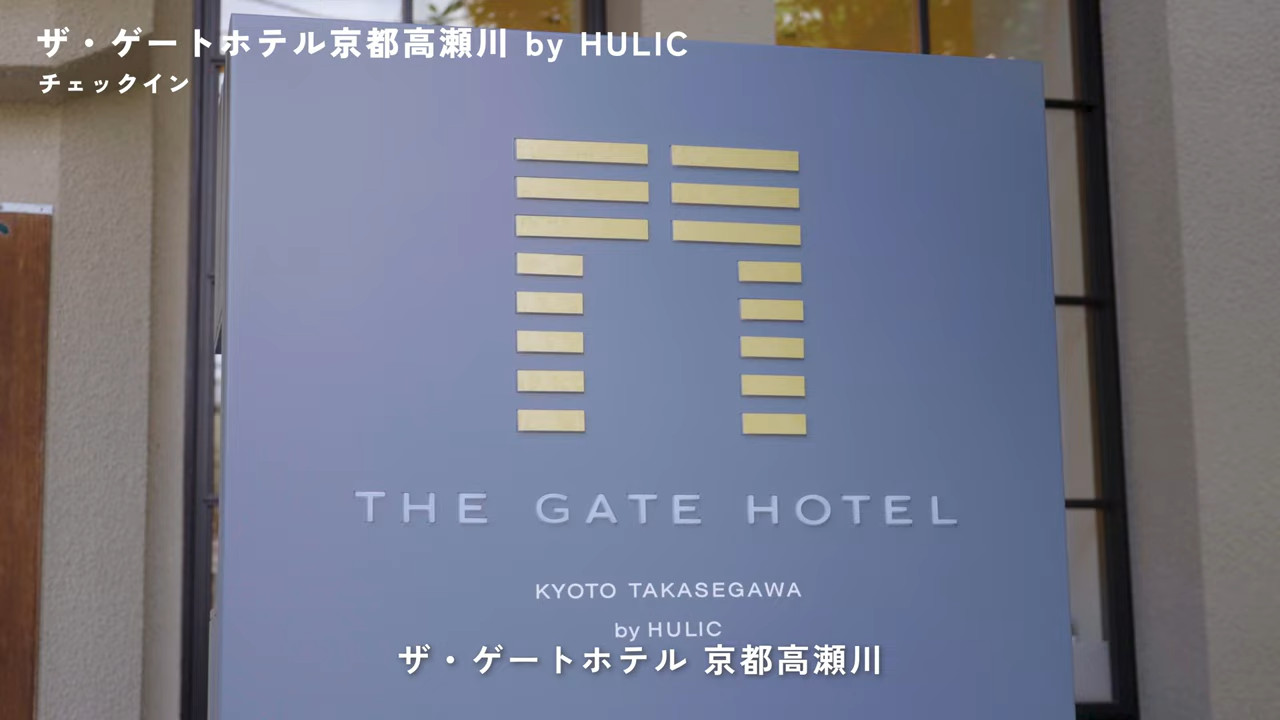 ザ・ゲートホテル京都高瀬川 by HULIC
チェックイン
THE GATE HOTEL
KYOTO TAKASEGAWA
by HULIC
ザ・ゲートホテル 京都高瀬川